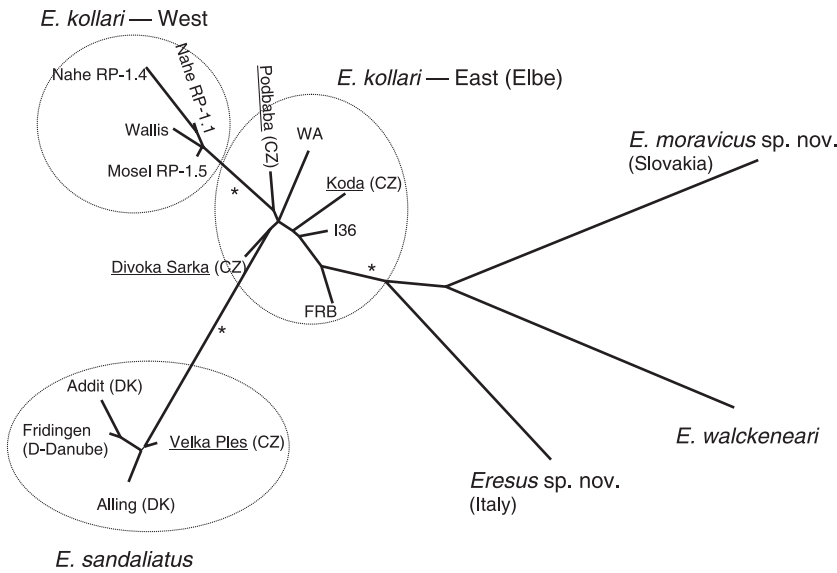 E. kollari — West
Nahe RP-1.4
Nahe RP-1.1
Wallis
Mosel RP-1.5
*
E. kollari — East (Elbe)
Podbaba (CZ)
WA
Koda (CZ)
I36
Divoka Sarka (CZ)
FRB
*
*
E. moravicus sp. nov.
(Slovakia)
E. walckeneari
Eresus sp. nov.
(Italy)
Addit (DK)
Fridingen
(D-Danube)
Velka Ples (CZ)
Alling (DK)
E. sandaliatus